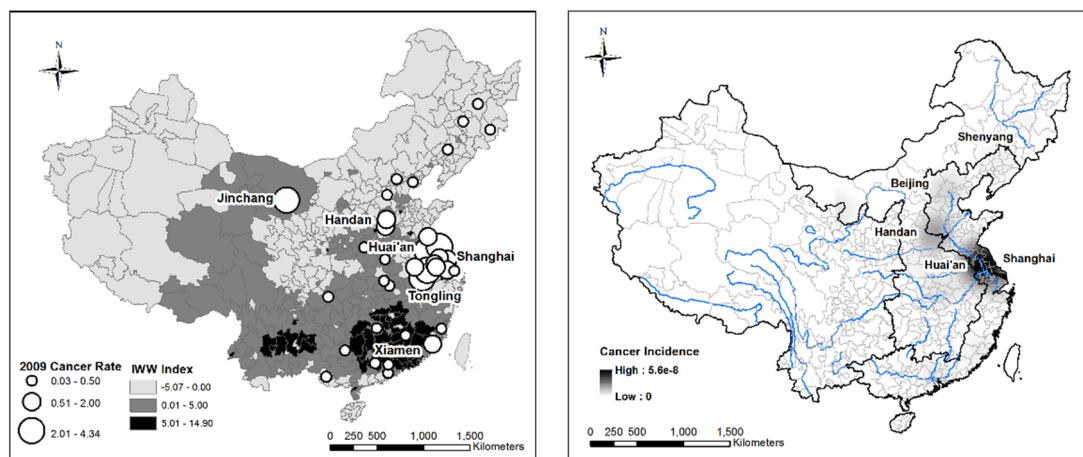 N
Jinchang
Handan
Huai'an
Shanghai
Tongling
Xiamen
2009 Cancer Rate
0.03 - 0.50
0.51 - 2.00
2.01 - 4.34
IWW Index
-5.07 - 0.00
0.01 - 5.00
5.01 - 14.90
0 250 500 1,000 1,500
Kilometers
N
Shenyang
Beijing
Handan
Huai'an
Shanghai
Cancer Incidence
High : 5.6e-8
Low : 0
0 250 500 1,000 1,500
Kilometers